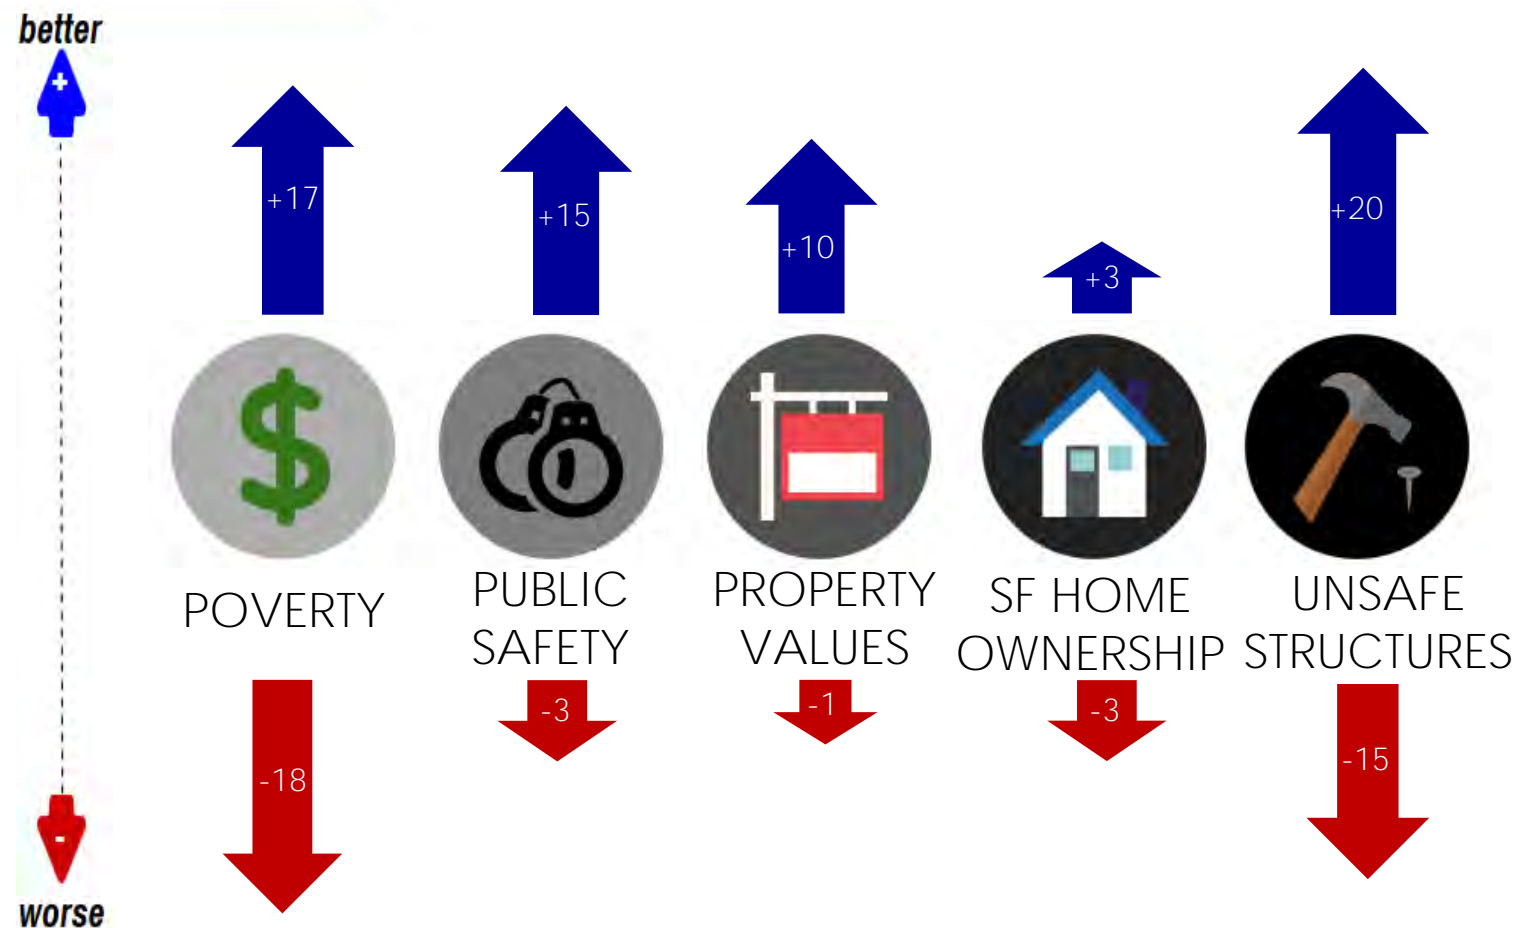 better
+
+17
+15
+10
+3
+20
$
POVERTY
PUBLIC
SAFETY
PROPERTY
VALUES
SF HOME
OWNERSHIP
UNSAFE
STRUCTURES
-18
-3
-1
-3
-15
-
worse